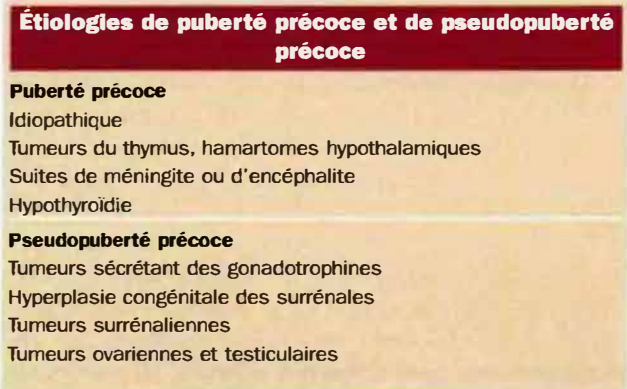 Étiologies de puberté précoce et de pseudopuberté
précoce
Puberté précoce
Idiopathique
Tumeurs du thymus, hamartomes hypothalamiques
Suites de méningite ou d'encéphalite
Hypothyroïdie
Pseudopuberté précoce
Tumeurs sécrétant des gonadotrophines
Hyperplasie congénitale des surrénales
Tumeurs surrénaliennes
Tumeurs ovariennes et testiculaires